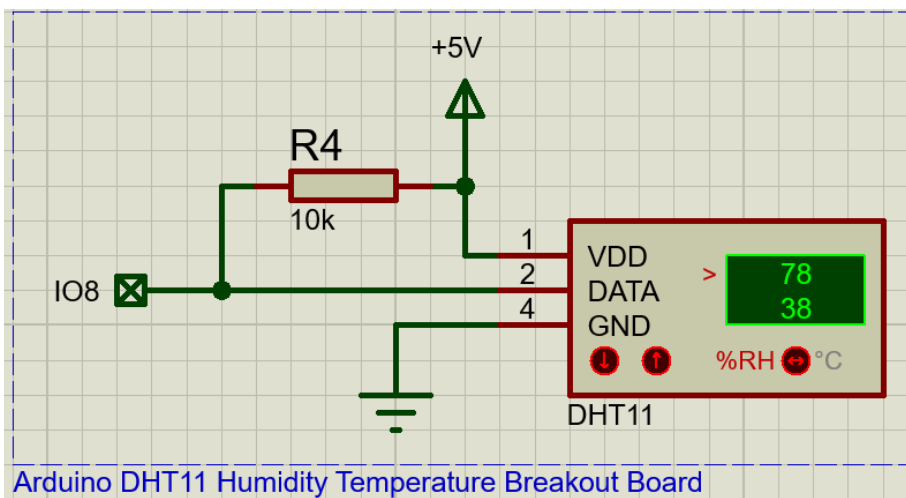 +5V
R4
10k
IO8
1
2
4
VDD
DATA
GND
>
78
38
%RH
°C
DHT11
Arduino DHT11 Humidity Temperature Breakout Board